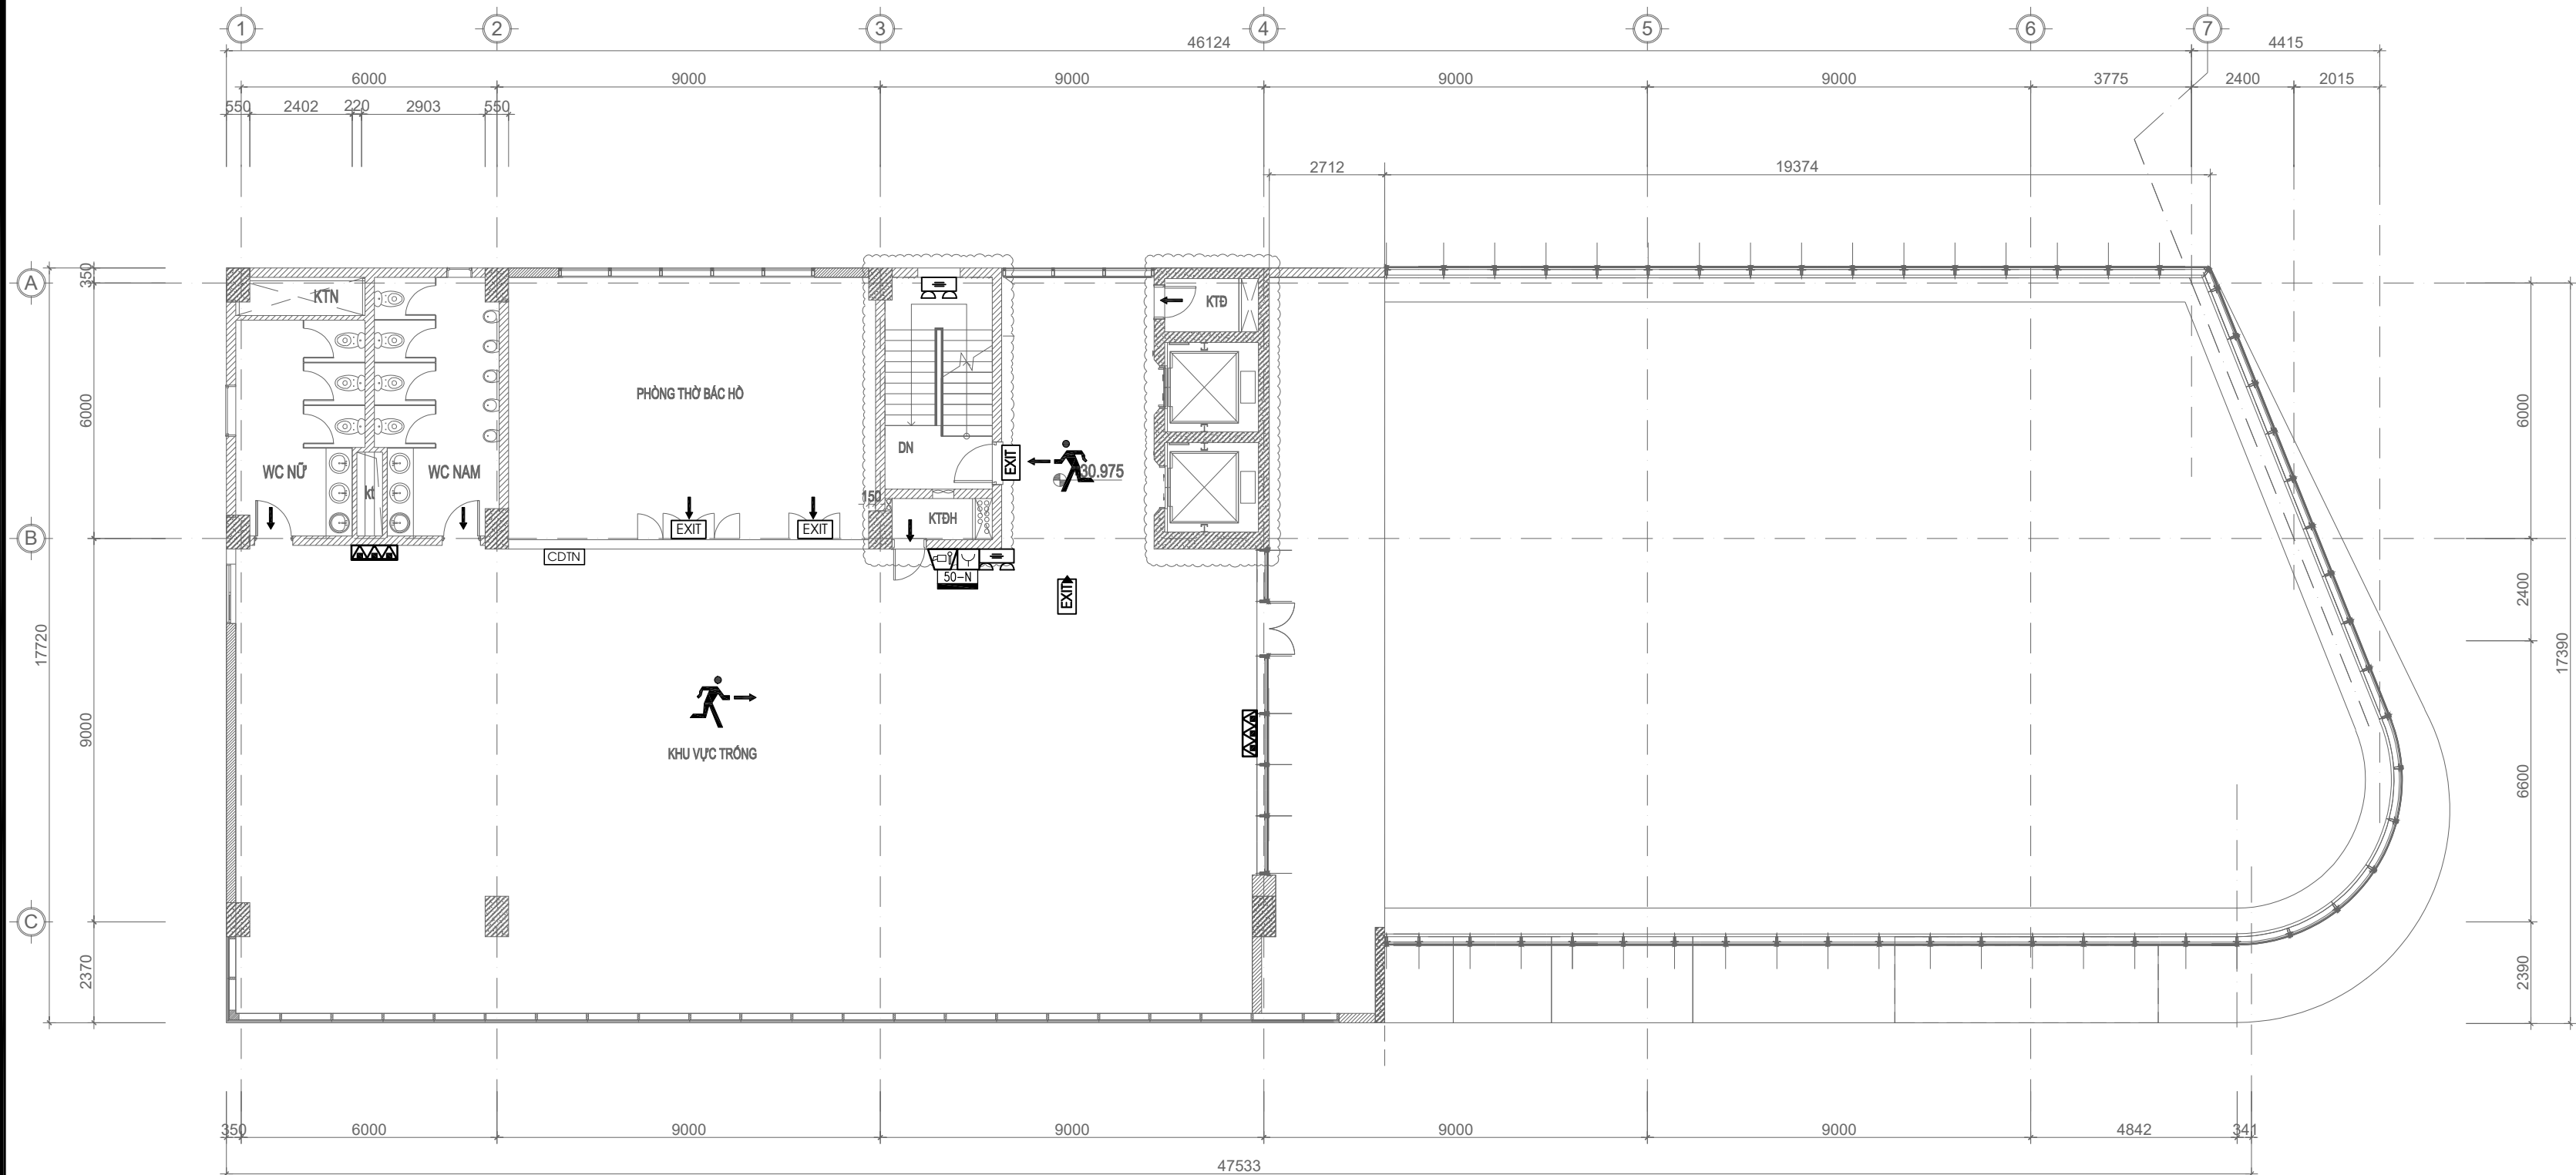 1 2 3 4 5 6 7
46124 4415
6000 9000 9000 9000 9000 3775 2400 2015
550 2402 220 2903 550
2712 19374
A
350
KTN
KTĐ
6000
6000
PHÒNG THỜ BÁC HỒ
DN
EXIT
30.975
WC NỮ
WC NAM
kt
150
KTĐH
EXIT
EXIT
B
CDTN
50-N
EXIT
2400
17720
17390
9000
KHU VỰC TRỐNG
6600
C
2370
2390
350 6000 9000 9000 9000 9000 4842 341
47533